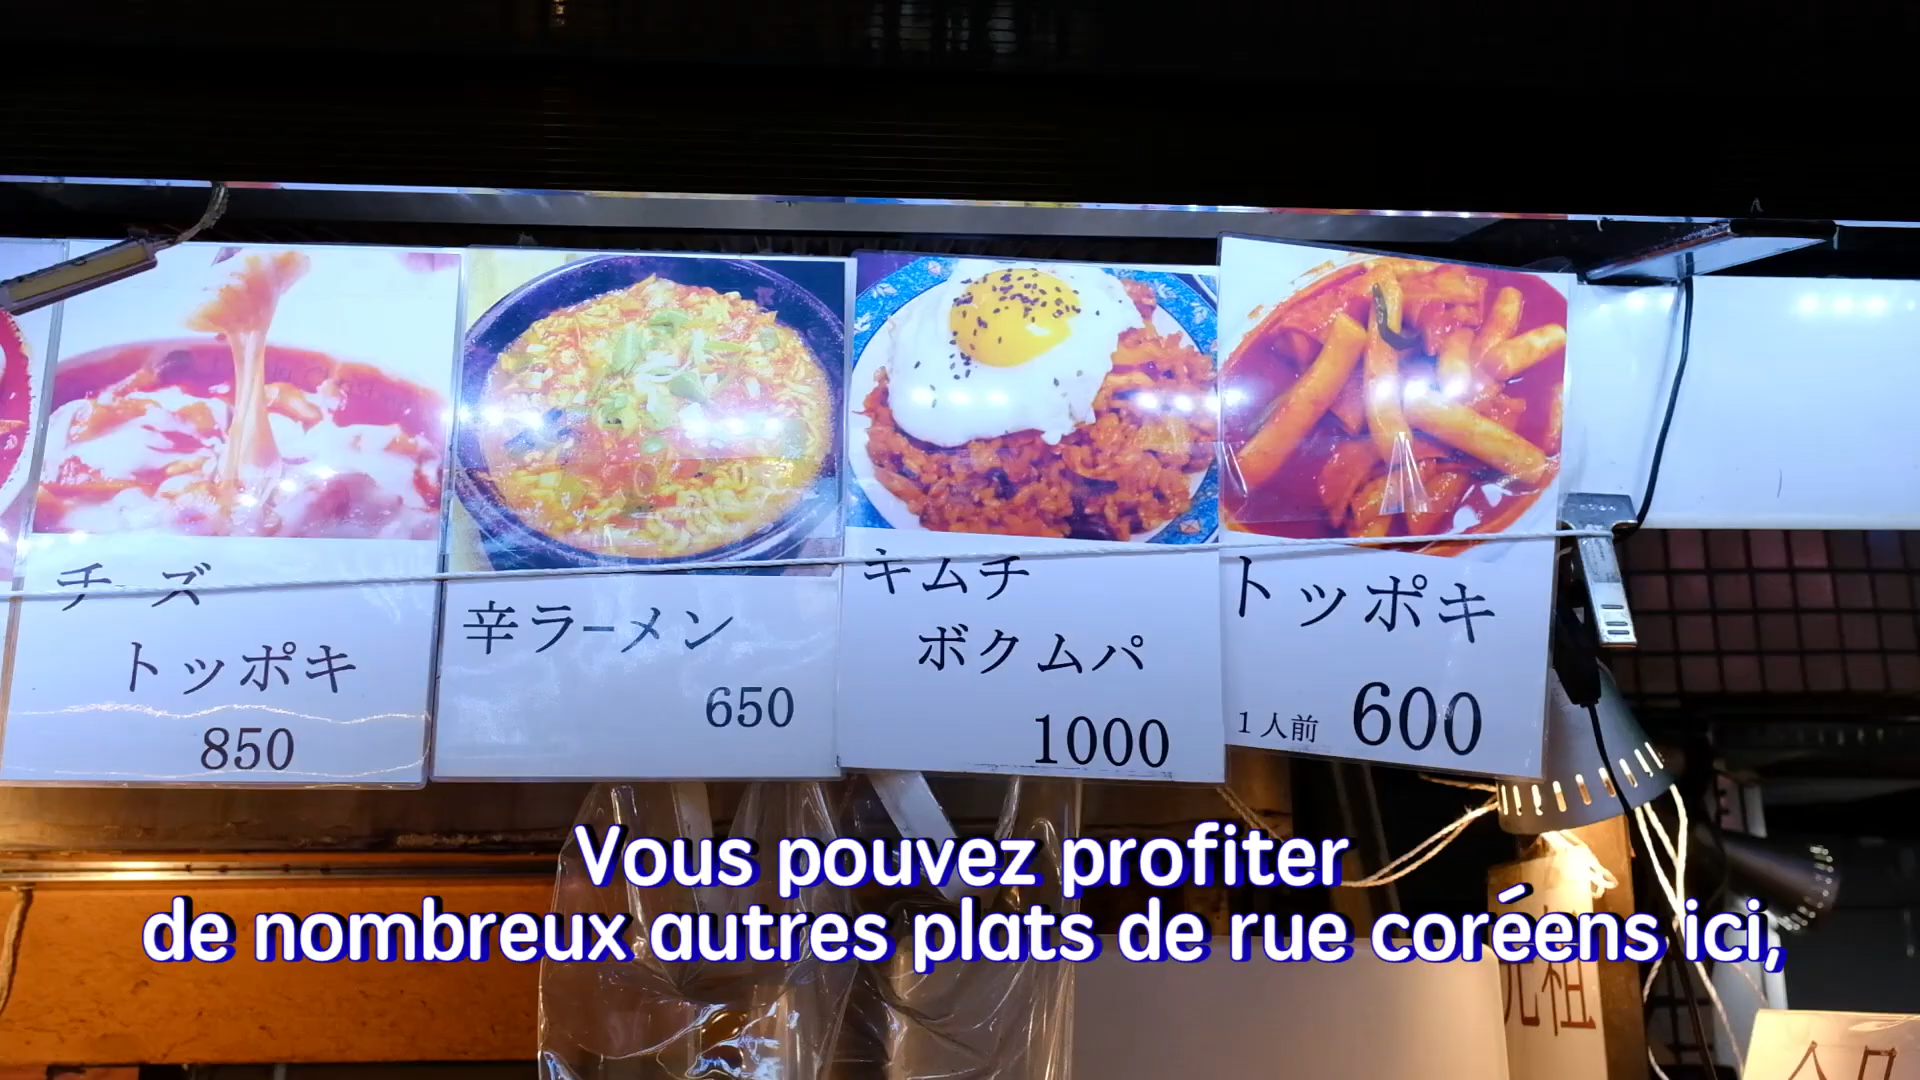 チーズ
トッポキ
850
辛ラーメン
650
キムチ
ボクムパ
1000
トッポキ
1人前 600
Vous pouvez profiter
de nombreux autres plats de rue coréens ici,
元祖